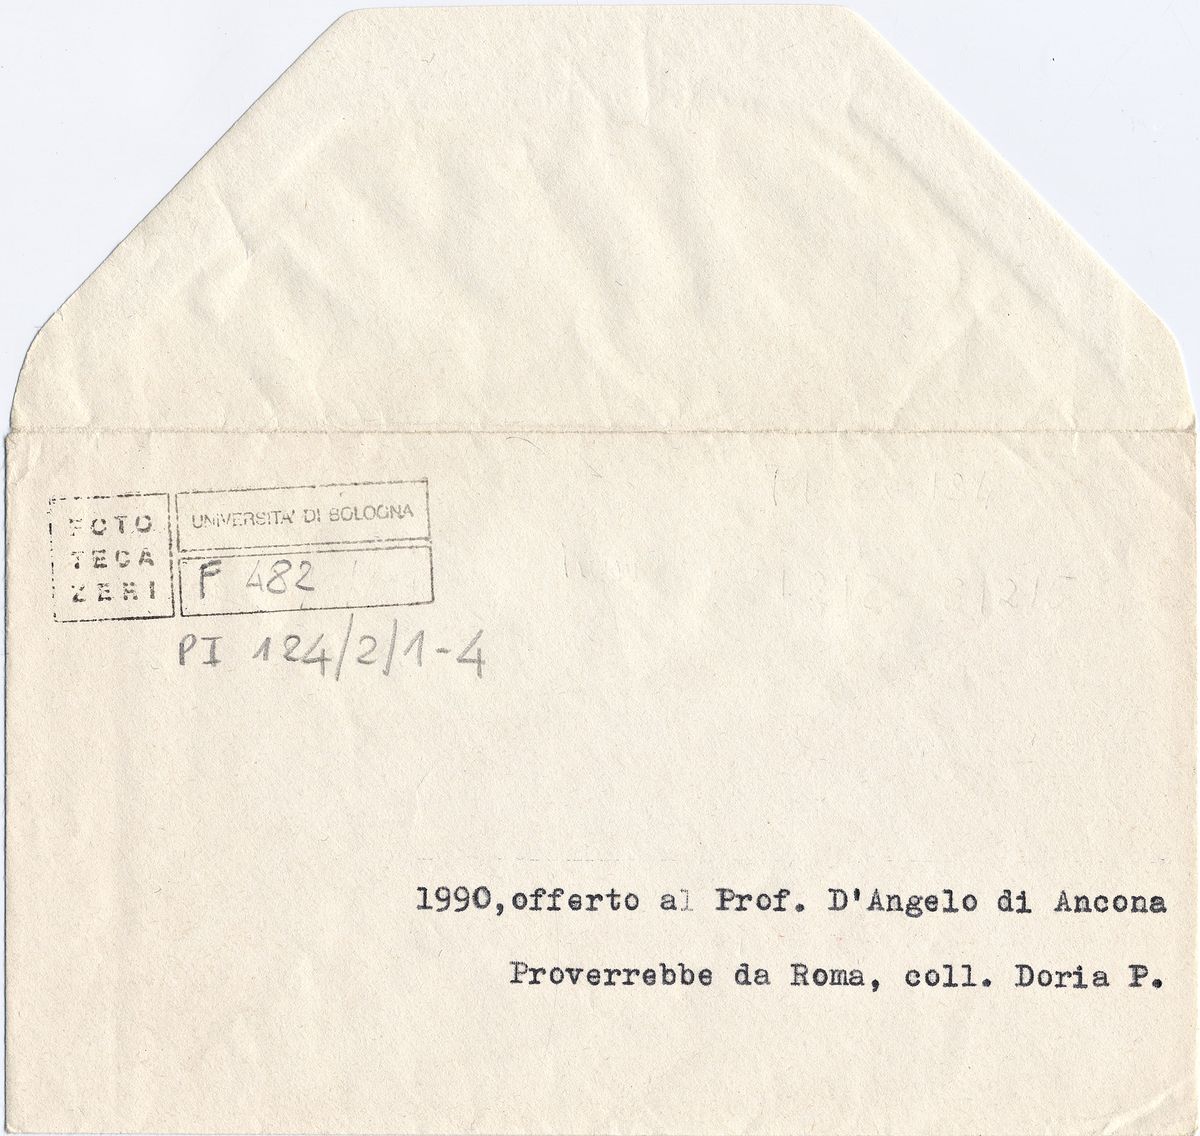 FOTO
TECA
ZERI
UNIVERSITA' DI BOLOGNA
F 482
PI 124/2/1-4
1990,offerto al Prof. D'Angelo di Ancona
Proverrebbe da Roma, coll. Doria P.